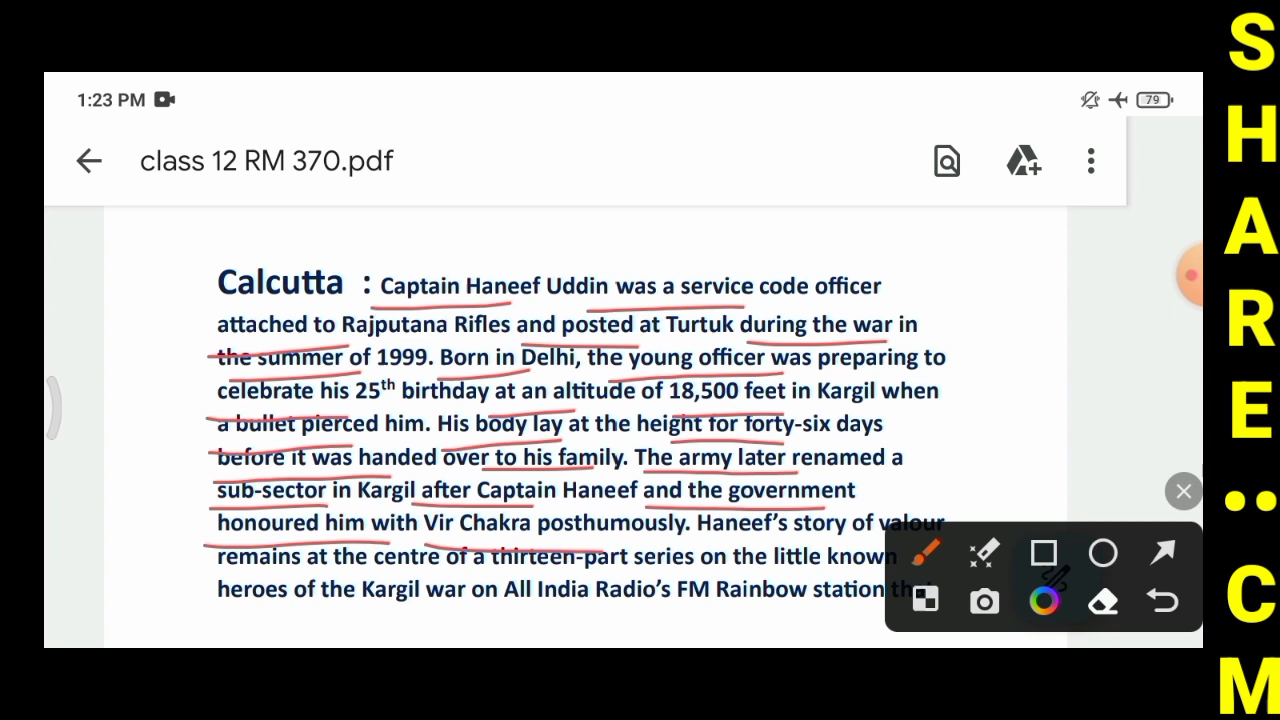 1:23 PM
79
class 12 RM 370.pdf
Calcutta : Captain Haneef Uddin was a service code officer
attached to Rajputana Rifles and posted at Turtuk during the war in
the summer of 1999. Born in Delhi, the young officer was preparing to
celebrate his 25th birthday at an altitude of 18,500 feet in Kargil when
a bullet pierced him. His body lay at the height for forty-six days
before it was handed over to his family. The army later renamed a
sub-sector in Kargil after Captain Haneef and the government
honoured him with Vir Chakra posthumously. Haneef's story of valour
remains at the centre of a thirteen-part series on the little known
heroes of the Kargil war on All India Radio's FM Rainbow station
SHARE..CM